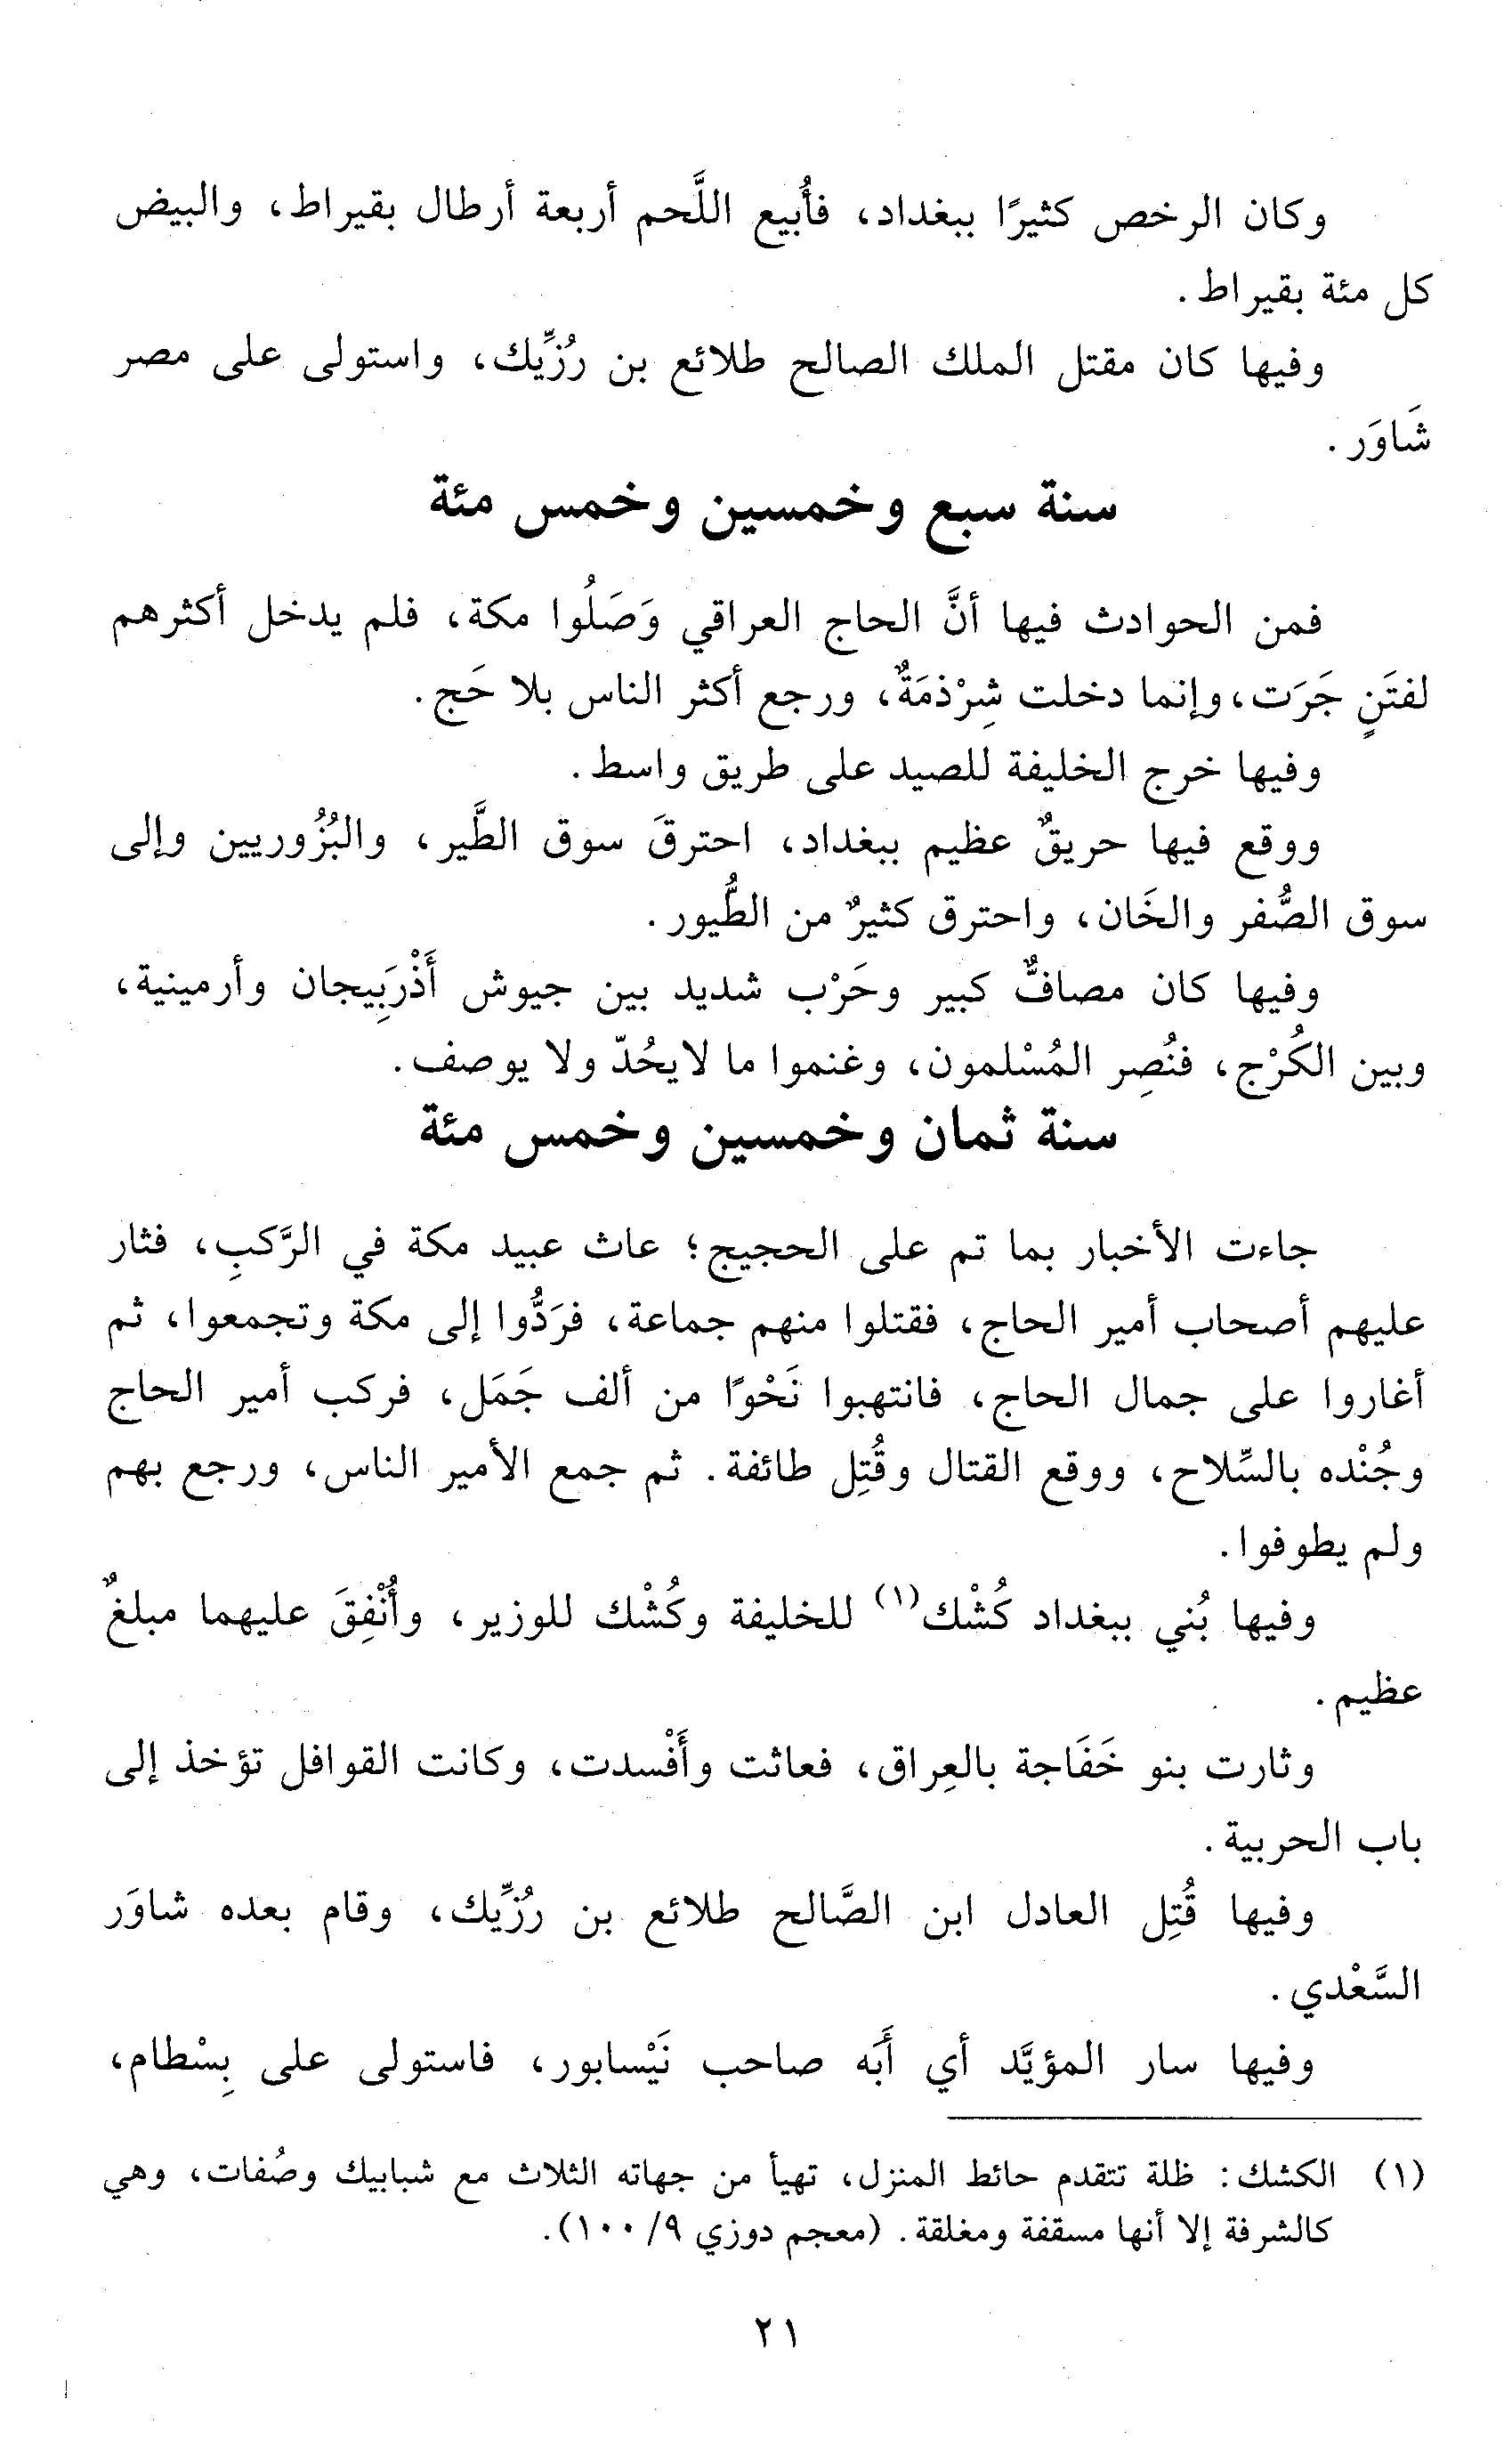 وكان الرخص كثيرًا ببغداد، فأُبيع اللَّحم أربعة أرطال بقيراط، والبيض
كل مئة بقيراط.
وفيها كان مقتل الملك الصالح طلائع بن رُزِّيك، واستولى على مصر
شَاوَر.
سنة سبع وخمسين وخمس مئة
فمن الحوادث فيها أنَّ الحاج العراقي وَصَلُوا مكة، فلم يدخل أكثرهم
لفتَنٍ جَرَت، وإنما دخلت شِرْذمَةٌ، ورجع أكثر الناس بلا حَج.
وفيها خرج الخليفة للصيد على طريق واسط.
ووقع فيها حريقٌ عظيم ببغداد، احترقَ سوق الطَّير، والبُزُوريين وإلى
سوق الصُّفر والخَان، واحترق كثيرٌ من الطُّيور.
وفيها كان مصافٌّ كبير وحَرْب شديد بين جيوش أَذْرَبِيجان وأرمينية،
وبين الكُرْج، فنُصِر المُسْلمون، وغنموا ما لايحُدّ ولا يوصف.
سنة ثمان وخمسين وخمس مئة
جاءت الأخبار بما تم على الحجيج؛ عاث عبيد مكة في الرَّكبِ، فثار
عليهم أصحاب أمير الحاج، فقتلوا منهم جماعة، فرَدُّوا إلى مكة وتجمعوا، ثم
أغاروا على جمال الحاج، فانتهبوا نَحْوًا من ألف جَمَل، فركب أمير الحاج
وجُنْده بالسِّلاح، ووقع القتال وقُتِل طائفة. ثم جمع الأمير الناس، ورجع بهم
ولم يطوفوا.
وفيها بُني ببغداد كُشْك(١) للخليفة وكُشْك للوزير، وأُنْفِقَ عليهما مبلغٌ
عظيم.
وثارت بنو خَفَاجة بالعِراق، فعاثت وأَفْسدت، وكانت القوافل تؤخذ إلى
باب الحربية.
وفيها قُتِل العادل ابن الصَّالح طلائع بن رُزِّيك، وقام بعده شاوَر
السَّعْدي.
وفيها سار المؤيَّد أي أَبَه صاحب نَيْسابور، فاستولى على بِسْطام،
(١) الكشك: ظلة تتقدم حائط المنزل، تهيأ من جهاته الثلاث مع شبابيك وصُفات، وهي
كالشرفة إلا أنها مسقفة ومغلقة. (معجم دوزي ٩/ ١٠٠).
٢١